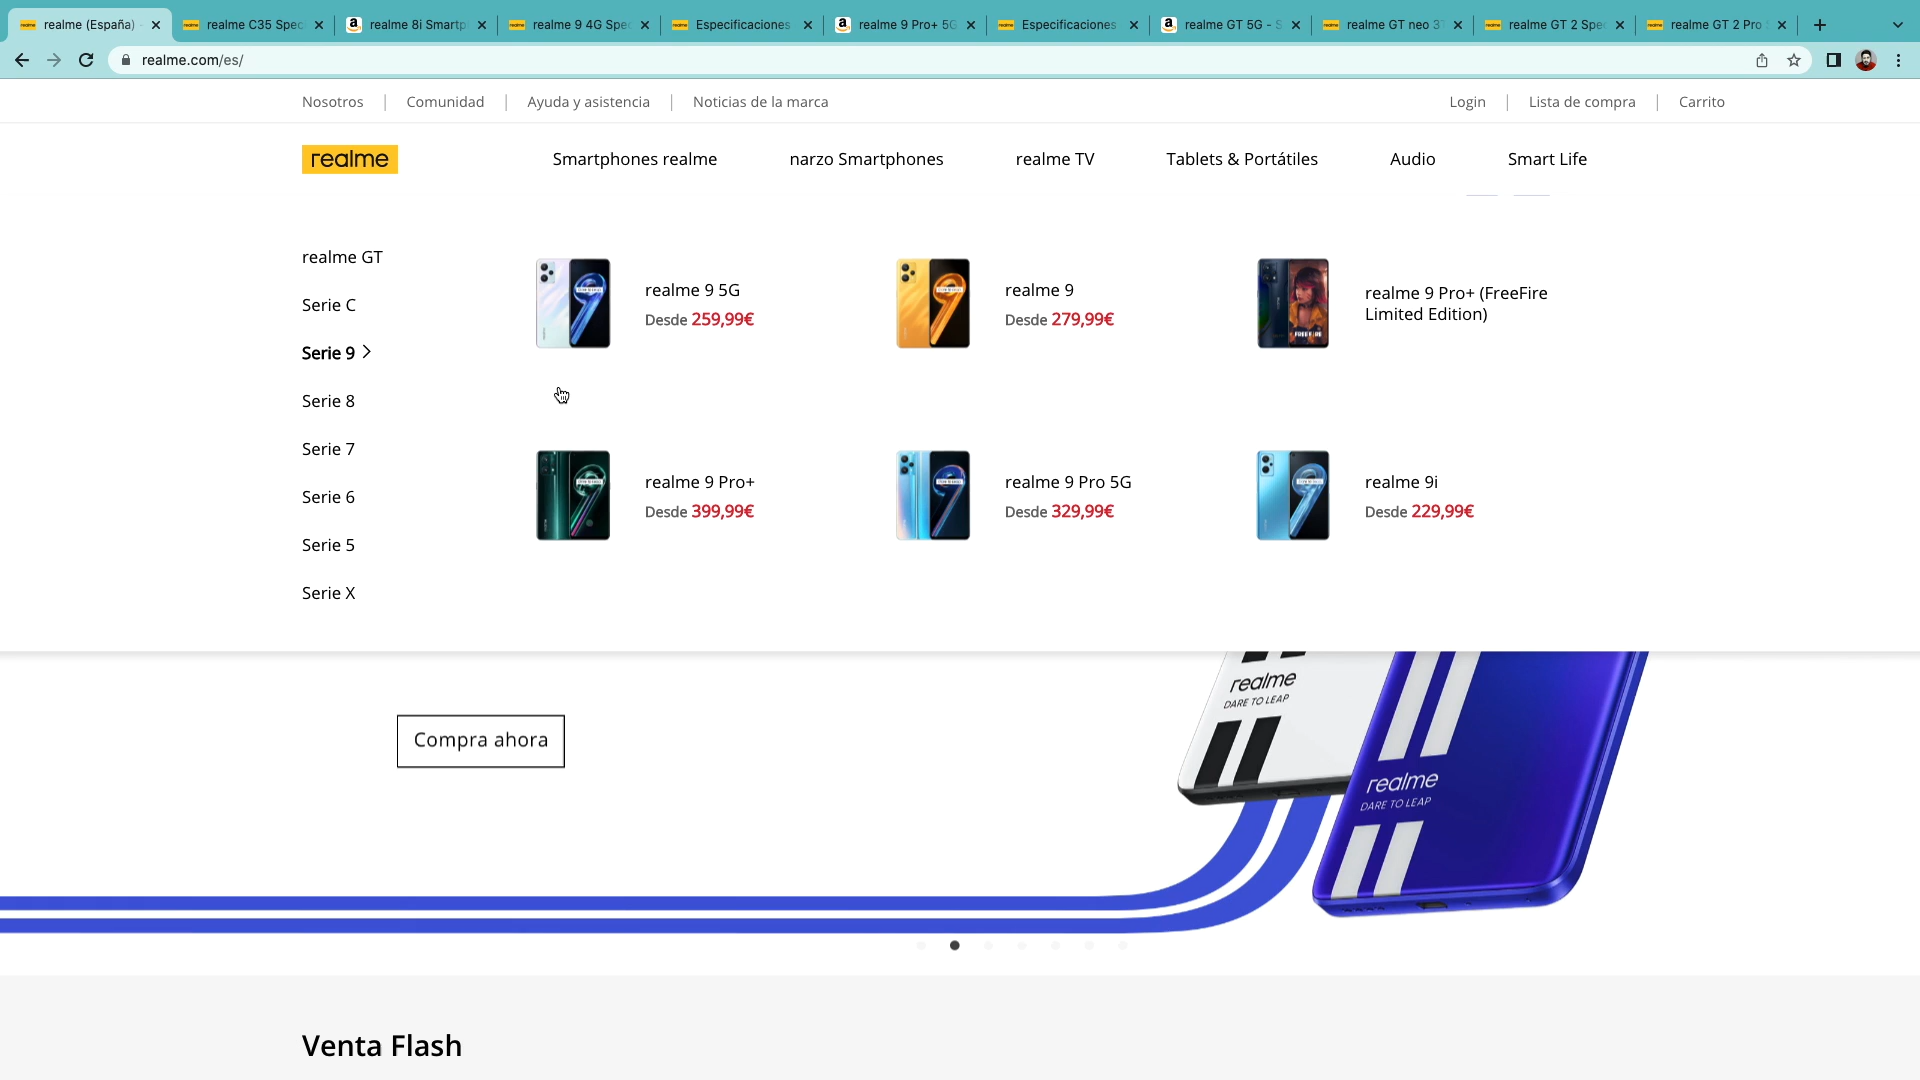 realme (España)
realme C35 Spec
realme 8i Smartp
realme 9 4G Spec
Especificaciones
realme 9 Pro+ 5G
Especificaciones
realme GT 5G - S
realme GT neo 3T
realme GT 2 Spec
realme GT 2 Pro
realme.com/es/
Nosotros
Comunidad
Ayuda y asistencia
Noticias de la marca
Login
Lista de compra
Carrito
realme
Smartphones realme
narzo Smartphones
realme TV
Tablets & Portátiles
Audio
Smart Life
realme GT
Serie C
Serie 9
Serie 8
Serie 7
Serie 6
Serie 5
Serie X
realme 9 5G
Desde 259,99€
realme 9
Desde 279,99€
FREE FIRE
realme 9 Pro+ (FreeFire
Limited Edition)
realme 9 Pro+
Desde 399,99€
realme 9 Pro 5G
Desde 329,99€
realme 9i
Desde 229,99€
realme
DARE TO LEAP
realme
DARE TO LEAP
Compra ahora
Venta Flash